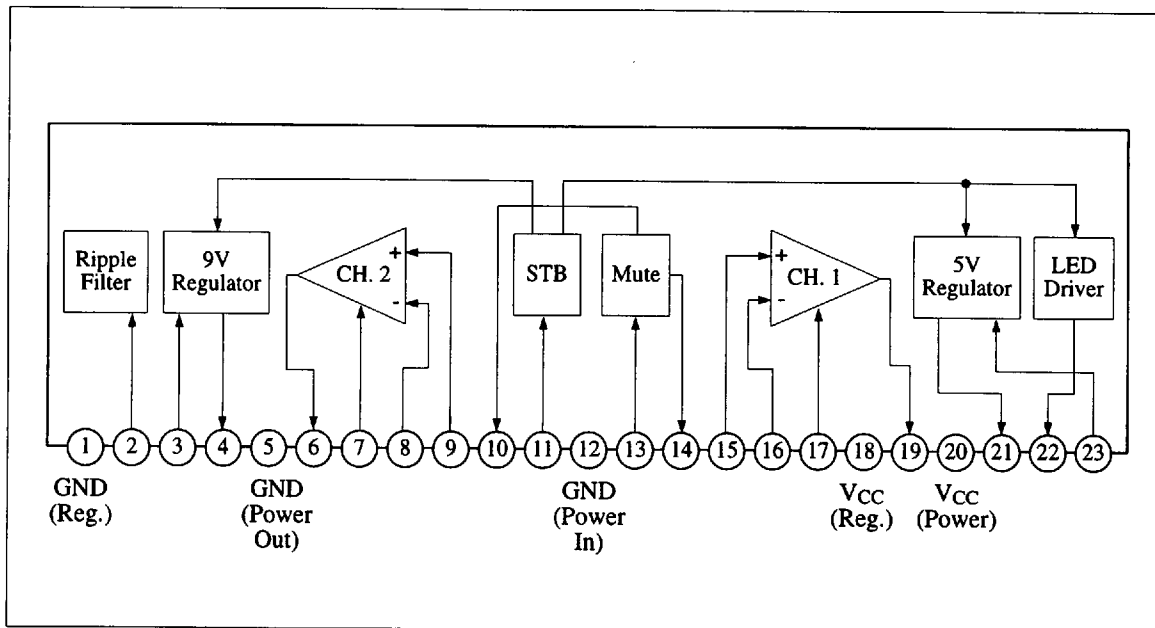 Ripple
Filter
9V
Regulator
CH. 2
+
-
STB
Mute
+
-
CH. 1
5V
Regulator
LED
Driver
1 2 3 4 5 6 7 8 9 10 11 12 13 14 15 16 17 18 19 20 21 22 23
GND
(Reg.)
GND
(Power
Out)
GND
(Power
In)
VCC
(Reg.)
VCC
(Power)